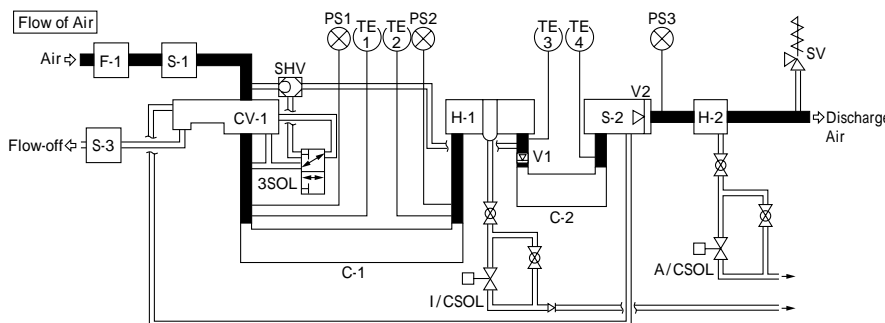 Flow of Air
PS1
TE
1
TE
2
PS2
TE
3
TE
4
PS3
SV
Air
F-1
S-1
SHV
CV-1
H-1
S-2
V2
H-2
Discharge
Air
Flow-off
S-3
3SOL
V1
C-2
C-1
I/CSOL
A/CSOL